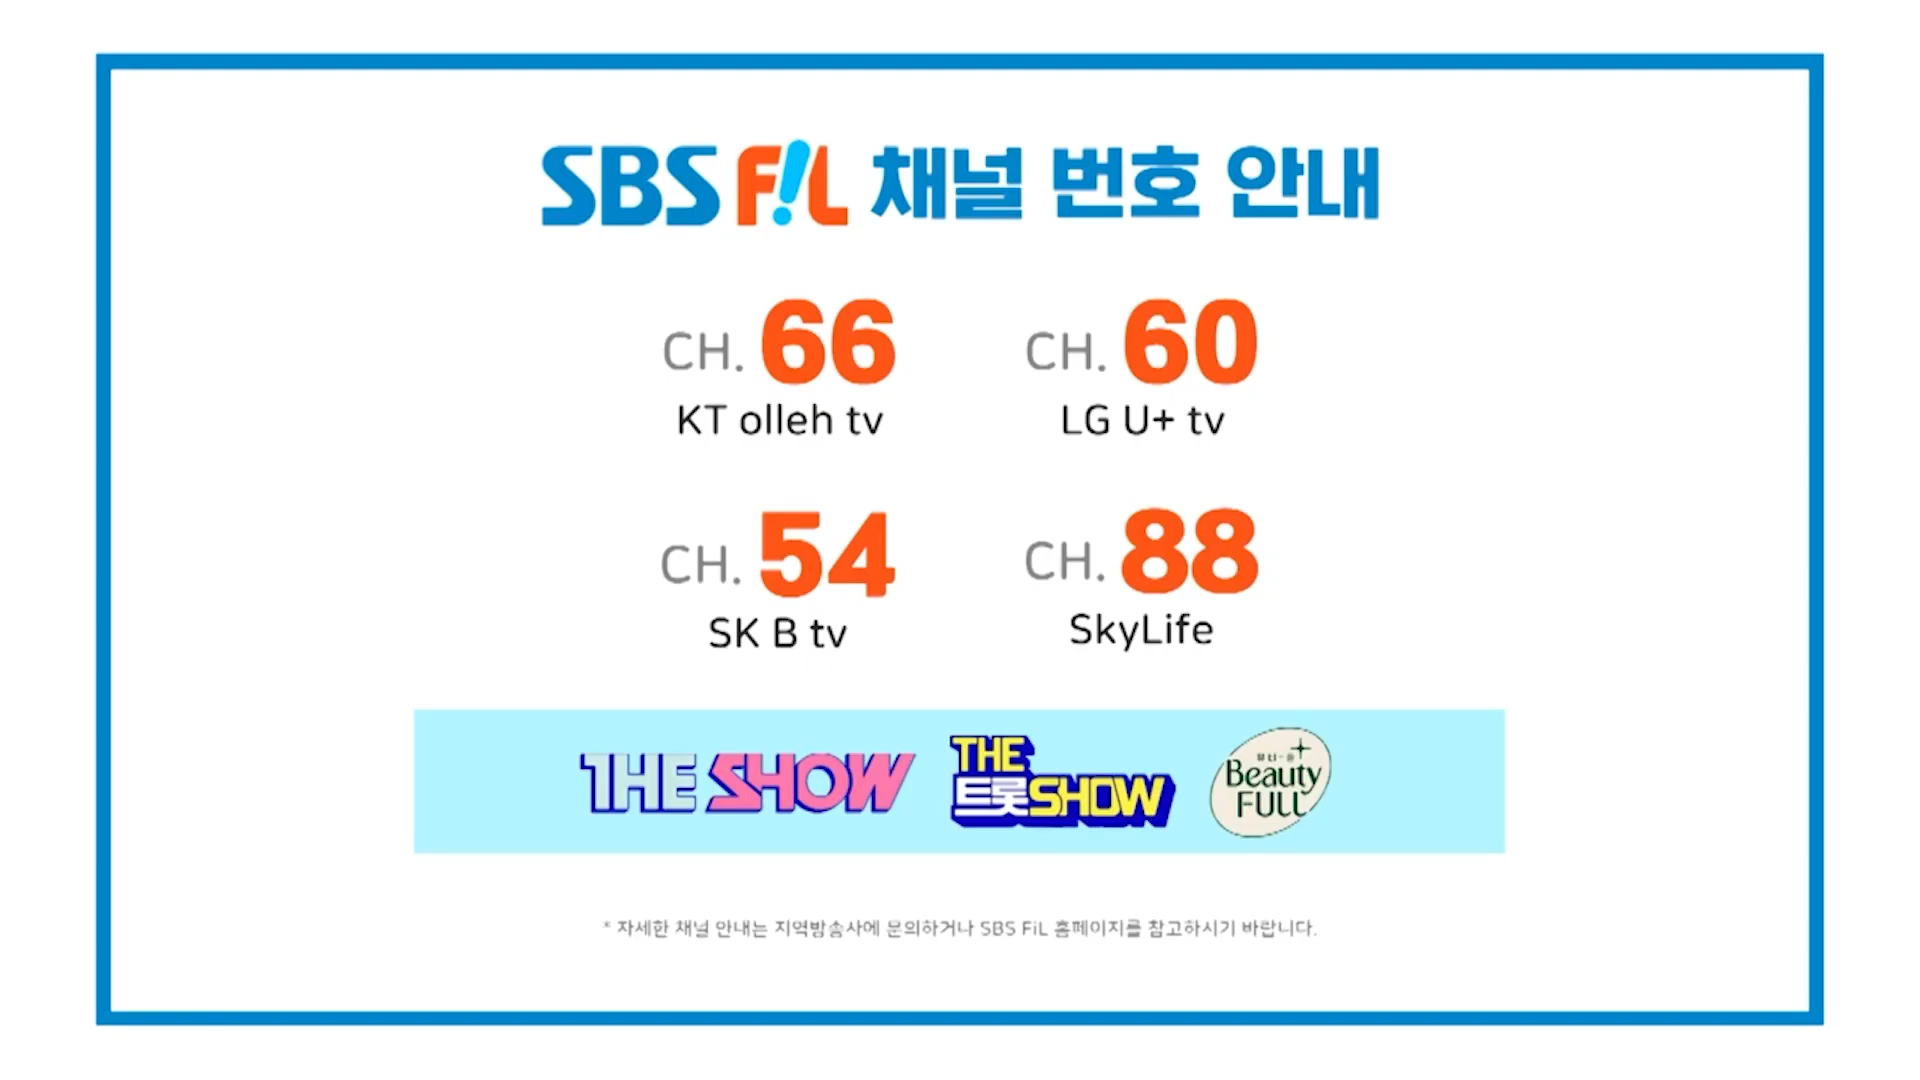 SBS F!L 채널 번호 안내
CH. 66
KT olleh tv
CH. 60
LG U+ tv
CH. 54
SK B tv
CH. 88
SkyLife
THE SHOW
THE
트롯SHOW
뷰티-풀
Beauty
FULL
* 자세한 채널 안내는 지역방송사에 문의하거나 SBS FiL 홈페이지를 참고하시기 바랍니다.